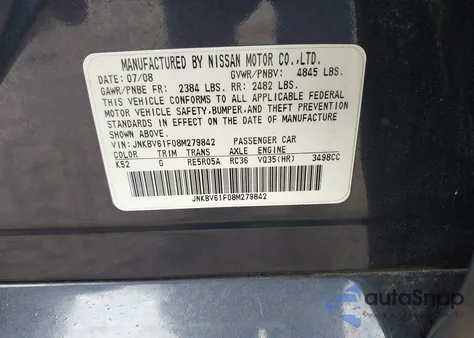 MANUFACTURED BY NISSAN MOTOR CO.,LTD.
DATE: 07/08 GVWR/PNBV: 4845 LBS.
GAWR/PNBE FR: 2384 LBS. RR: 2482 LBS.
THIS VEHICLE CONFORMS TO ALL APPLICABLE FEDERAL
MOTOR VEHICLE SAFETY,BUMPER,AND THEFT PREVENTION
STANDARDS IN EFFECT ON THE DATE OF MANUFACTURE
SHOWN ABOVE.
VIN: JNKBV61F08M279842 PASSENGER CAR
COLOR TRIM TRANS AXLE ENGINE
K52 G RE5R05A RC36 VQ35(HR) 3498CC
JNKBV61F08M279842
autoSnap